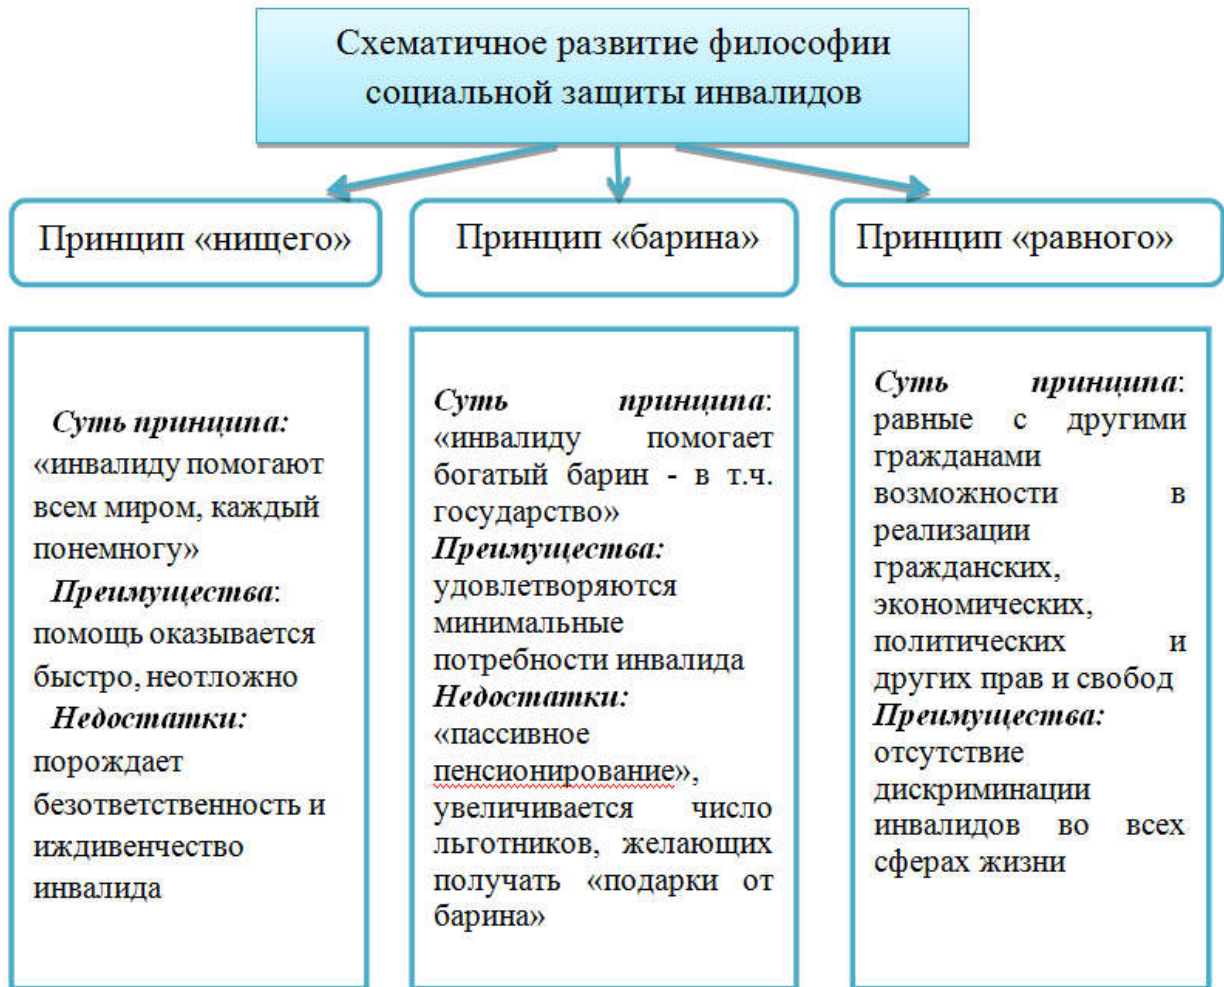 Схематичное развитие философии
социальной защиты инвалидов
Принцип «нищего»
Принцип «барина»
Принцип «равного»
Суть принципа:
«инвалиду помогают
всем миром, каждый
понемногу»
Преимущества:
помощь оказывается
быстро, неотложно
Недостатки:
порождает
безответственность и
иждивенчество
инвалида
Суть принципа:
«инвалиду помогает
богатый барин - в т.ч.
государство»
Преимущества:
удовлетворяются
минимальные
потребности инвалида
Недостатки:
«пассивное
пенсионирование»,
увеличивается число
льготников, желающих
получать «подарки от
барина»
Суть принципа:
равные с другими
гражданами
возможности в
реализации
гражданских,
экономических,
политических и
других прав и свобод
Преимущества:
отсутствие
дискриминации
инвалидов во всех
сферах жизни